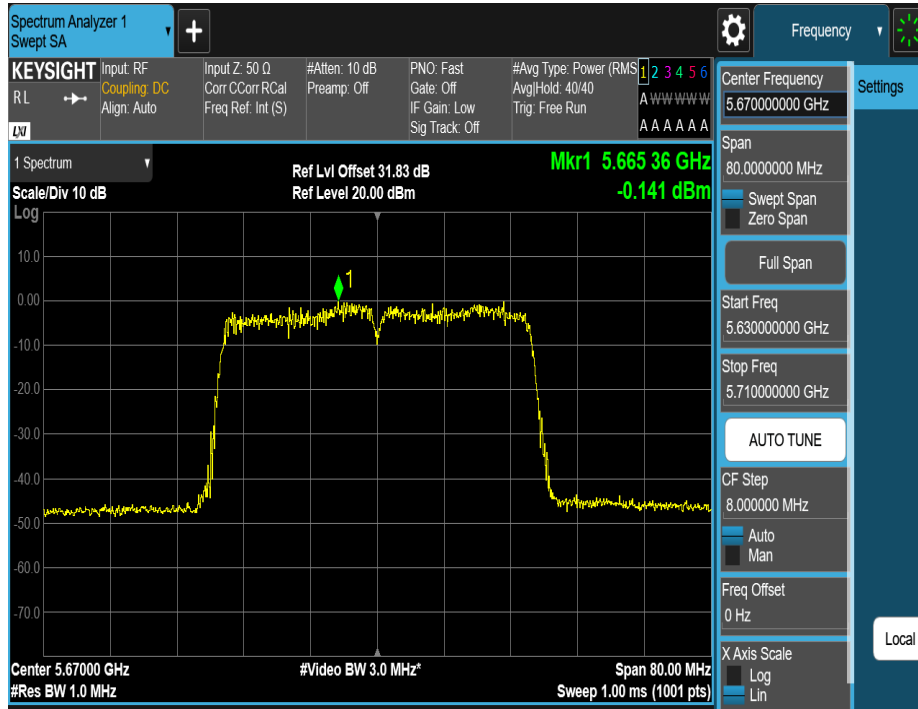 Spectrum Analyzer 1
Swept SA
+
Frequency
KEYSIGHT
R L
LXI
Input: RF
Coupling: DC
Align: Auto
Input Z: 50 Ω
Corr CCorr RCal
Freq Ref: Int (S)
#Atten: 10 dB
Preamp: Off
PNO: Fast
Gate: Off
IF Gain: Low
Sig Track: Off
#Avg Type: Power (RMS
Avg|Hold: 40/40
Trig: Free Run
1 2 3 4 5 6
A W W W W W
A A A A A A
1 Spectrum
Scale/Div 10 dB
Ref Lvl Offset 31.83 dB
Ref Level 20.00 dBm
Mkr1 5.665 36 GHz
-0.141 dBm
Log
10.0
0.00
-10.0
-20.0
-30.0
-40.0
-50.0
-60.0
-70.0
1
Center 5.67000 GHz
#Video BW 3.0 MHz*
Span 80.00 MHz
#Res BW 1.0 MHz
Sweep 1.00 ms (1001 pts)
Center Frequency
5.670000000 GHz
Settings
Span
80.0000000 MHz
Swept Span
Zero Span
Full Span
Start Freq
5.630000000 GHz
Stop Freq
5.710000000 GHz
AUTO TUNE
CF Step
8.000000 MHz
Auto
Man
Freq Offset
0 Hz
Local
X Axis Scale
Log
Lin